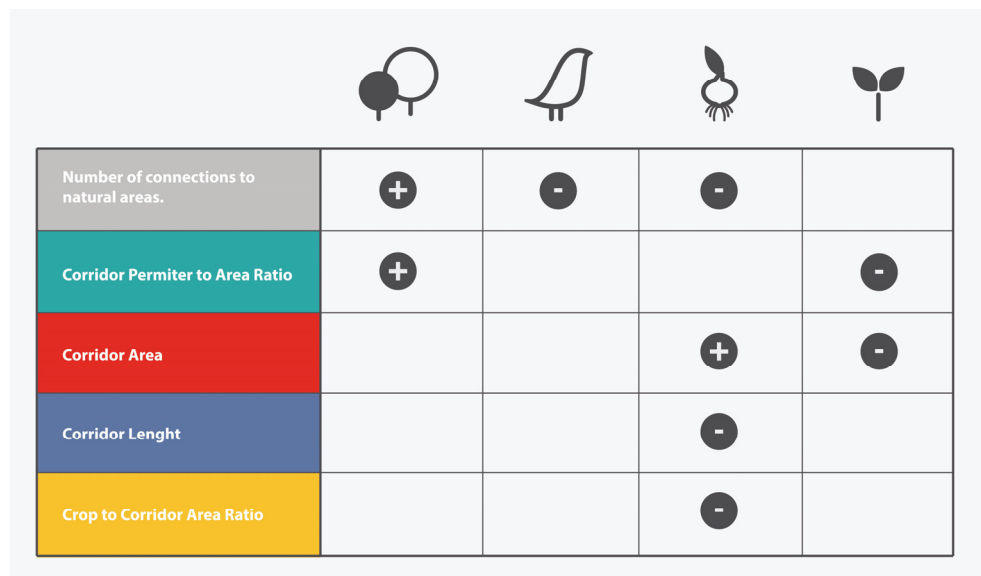 Number of connections to
natural areas.
+ - -
Corridor Permiter to Area Ratio
+ -
Corridor Area
+ -
Corridor Lenght
-
Crop to Corridor Area Ratio
-